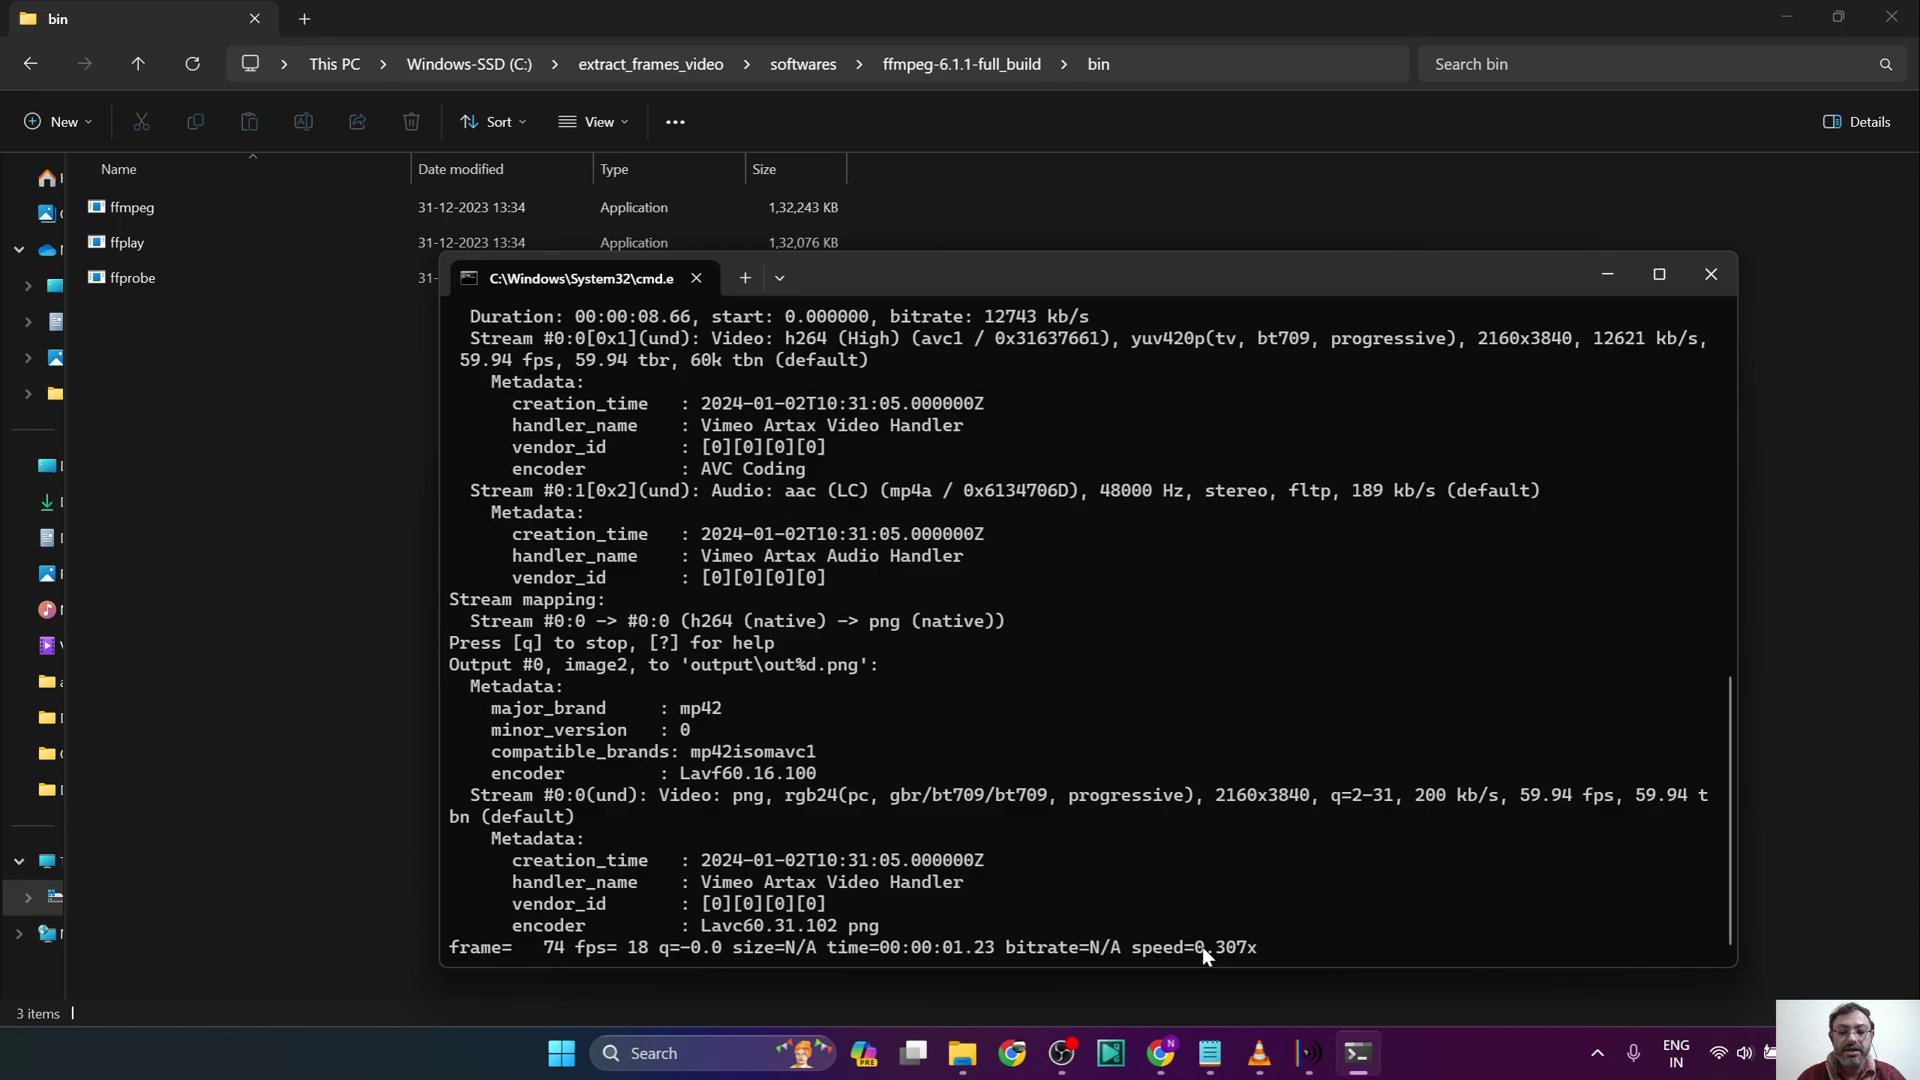 bin
This PC > Windows-SSD (C:) > extract_frames_video > softwares > ffmpeg-6.1.1-full_build > bin
Search bin
New
Sort
View
Details
Name Date modified Type Size
ffmpeg 31-12-2023 13:34 Application 1,32,243 KB
ffplay 31-12-2023 13:34 Application 1,32,076 KB
ffprobe 31-
C:\Windows\System32\cmd.e
Duration: 00:00:08.66, start: 0.000000, bitrate: 12743 kb/s
Stream #0:0[0x1](und): Video: h264 (High) (avc1 / 0x31637661), yuv420p(tv, bt709, progressive), 2160x3840, 12621 kb/s,
59.94 fps, 59.94 tbr, 60k tbn (default)
Metadata:
creation_time : 2024-01-02T10:31:05.000000Z
handler_name : Vimeo Artax Video Handler
vendor_id : [0][0][0][0]
encoder : AVC Coding
Stream #0:1[0x2](und): Audio: aac (LC) (mp4a / 0x6134706D), 48000 Hz, stereo, fltp, 189 kb/s (default)
Metadata:
creation_time : 2024-01-02T10:31:05.000000Z
handler_name : Vimeo Artax Audio Handler
vendor_id : [0][0][0][0]
Stream mapping:
Stream #0:0 -> #0:0 (h264 (native) -> png (native))
Press [q] to stop, [?] for help
Output #0, image2, to 'output\out%d.png':
Metadata:
major_brand : mp42
minor_version : 0
compatible_brands: mp42isomavc1
encoder : Lavf60.16.100
Stream #0:0(und): Video: png, rgb24(pc, gbr/bt709/bt709, progressive), 2160x3840, q=2-31, 200 kb/s, 59.94 fps, 59.94 t
bn (default)
Metadata:
creation_time : 2024-01-02T10:31:05.000000Z
handler_name : Vimeo Artax Video Handler
vendor_id : [0][0][0][0]
encoder : Lavc60.31.102 png
frame= 74 fps= 18 q=-0.0 size=N/A time=00:00:01.23 bitrate=N/A speed=0.307x
3 items
Search
PRE
N
ENG
IN